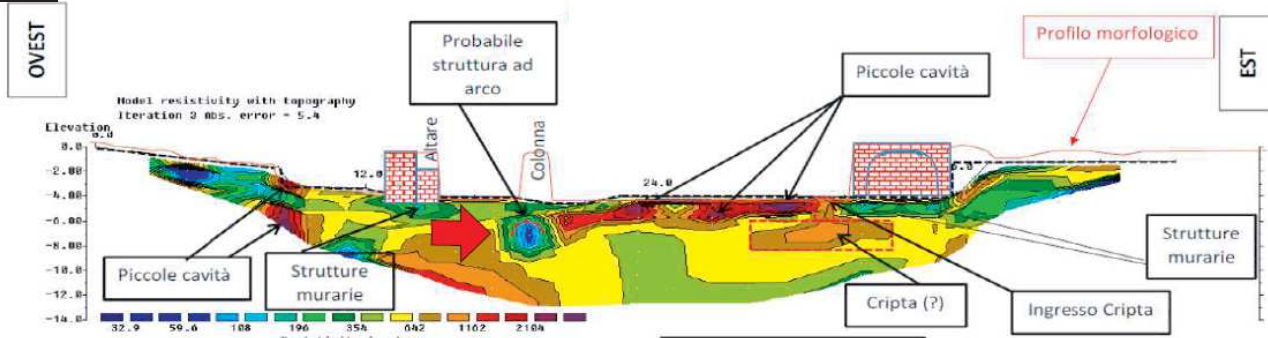 OVEST
Probabile
struttura ad
arco
Piccole cavità
Profilo morfologico
EST
Model resistivity with topography
Iteration 3 Abs. error = 5.4
Elevation
0.0
Altare
Colonna
0.0
-2.00
-4.00
-6.00
-8.00
-10.0
-12.0
-14.0
12.0
24.0
Piccole cavità
Strutture
murarie
Cripta (?)
Ingresso Cripta
Strutture
murarie
32.9 59.6 108 196 354 642 1162 2104